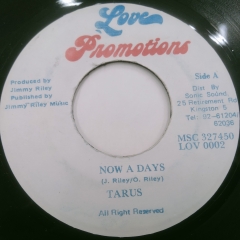 Love
Promotions
Produced by
Jimmy Riley
Published by
Jimmy "Riley Music
Side A
Dist By
Sonic Sound,
25 Retirement Rd
Kingston 5
MSC 327450
LOV 0002
NOW A DAYS
(J. Riley/O. Riley)
TARUS
All Right Reserved